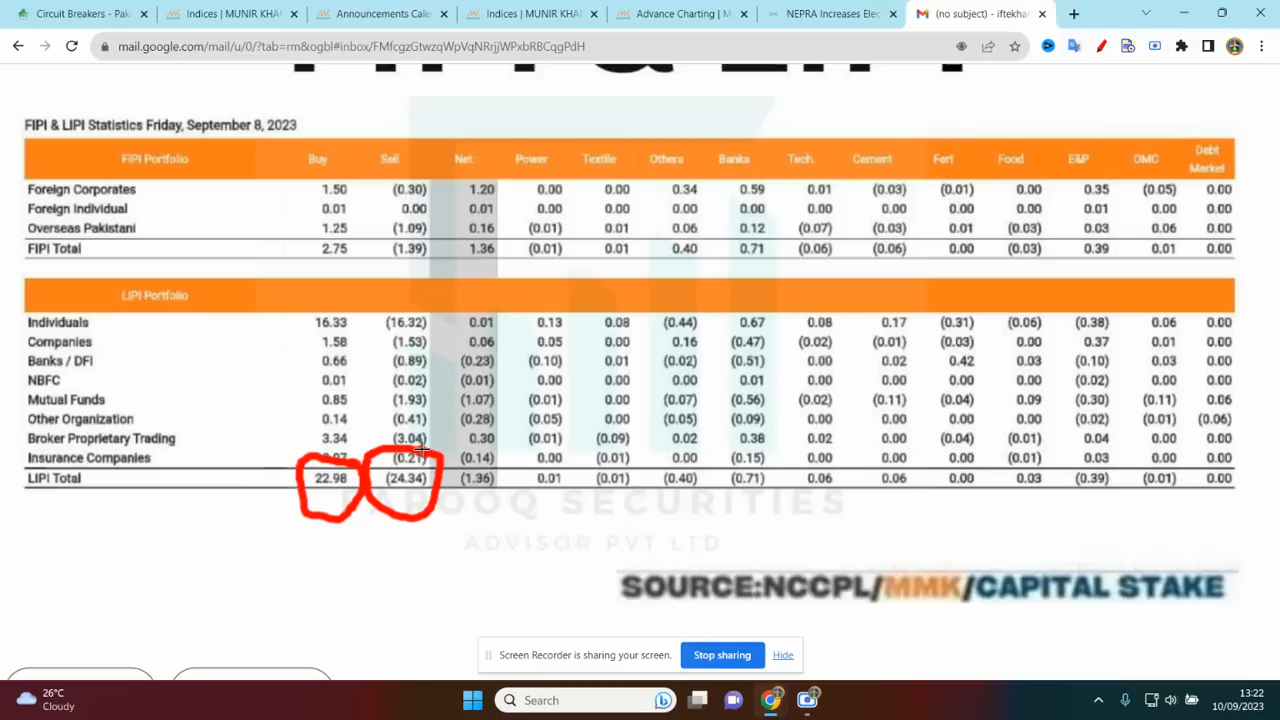 Circuit Breakers - Pak
Indices | MUNIR KHA
Announcements Cale
Indices | MUNIR KHA
Advance Charting | M
NEPRA Increases Elec
(no subject) - iftekhar
mail.google.com/mail/u/0/?tab=rm&ogbl#inbox/FMfcgzGtwzqWpVqNRrjjWPxbRBCqgPdH
FIPI & LIPI Statistics Friday, September 8, 2023
FIPI Portfolio Buy Sell Net Power Textile Others Banks Tech. Cement Fert Food E&P OMC Debt Market
Foreign Corporates 1.50 (0.30) 1.20 0.00 0.00 0.34 0.59 0.01 (0.03) (0.01) 0.00 0.35 (0.05) 0.00
Foreign Individual 0.01 0.00 0.01 0.00 0.00 0.00 0.00 0.00 0.00 0.00 0.00 0.01 0.00 0.00
Overseas Pakistani 1.25 (1.09) 0.16 (0.01) 0.01 0.06 0.12 (0.07) (0.03) 0.01 (0.03) 0.03 0.06 0.00
FIPI Total 2.75 (1.39) 1.36 (0.01) 0.01 0.40 0.71 (0.06) (0.06) 0.00 (0.03) 0.39 0.01 0.00
LIPI Portfolio
Individuals 16.33 (16.32) 0.01 0.13 0.08 (0.44) 0.67 0.08 0.17 (0.31) (0.06) (0.38) 0.06 0.00
Companies 1.58 (1.53) 0.06 0.05 0.00 0.16 (0.47) (0.02) (0.01) (0.03) 0.00 0.37 0.01 0.00
Banks / DFI 0.66 (0.89) (0.23) (0.10) 0.01 (0.02) (0.51) 0.00 0.02 0.42 0.03 (0.10) 0.03 0.00
NBFC 0.01 (0.02) (0.01) 0.00 0.00 0.00 0.01 0.00 0.00 0.00 0.00 (0.02) 0.00 0.00
Mutual Funds 0.85 (1.93) (1.07) (0.01) 0.00 (0.07) (0.56) (0.02) (0.11) (0.04) 0.09 (0.30) (0.11) 0.06
Other Organization 0.14 (0.41) (0.28) (0.05) 0.00 (0.05) (0.09) 0.00 0.00 0.00 0.00 (0.02) (0.01) (0.06)
Broker Proprietary Trading 3.34 (3.04) 0.30 (0.01) (0.09) 0.02 0.38 0.02 0.00 (0.04) (0.01) 0.04 0.00 0.00
Insurance Companies (0.21) (0.14) 0.00 (0.01) 0.00 (0.15) 0.00 0.00 0.00 (0.01) 0.03 0.00 0.00
LIPI Total 22.98 (24.34) (1.36) 0.01 (0.01) (0.40) (0.71) 0.06 0.06 0.00 0.03 (0.39) (0.01) 0.00
FAROOQ SECURITIES
ADVISOR PVT LTD
SOURCE:NCCPL/MMK/CAPITAL STAKE
Screen Recorder is sharing your screen.
Stop sharing
Hide
26°C
Cloudy
Search
13:22
10/09/2023